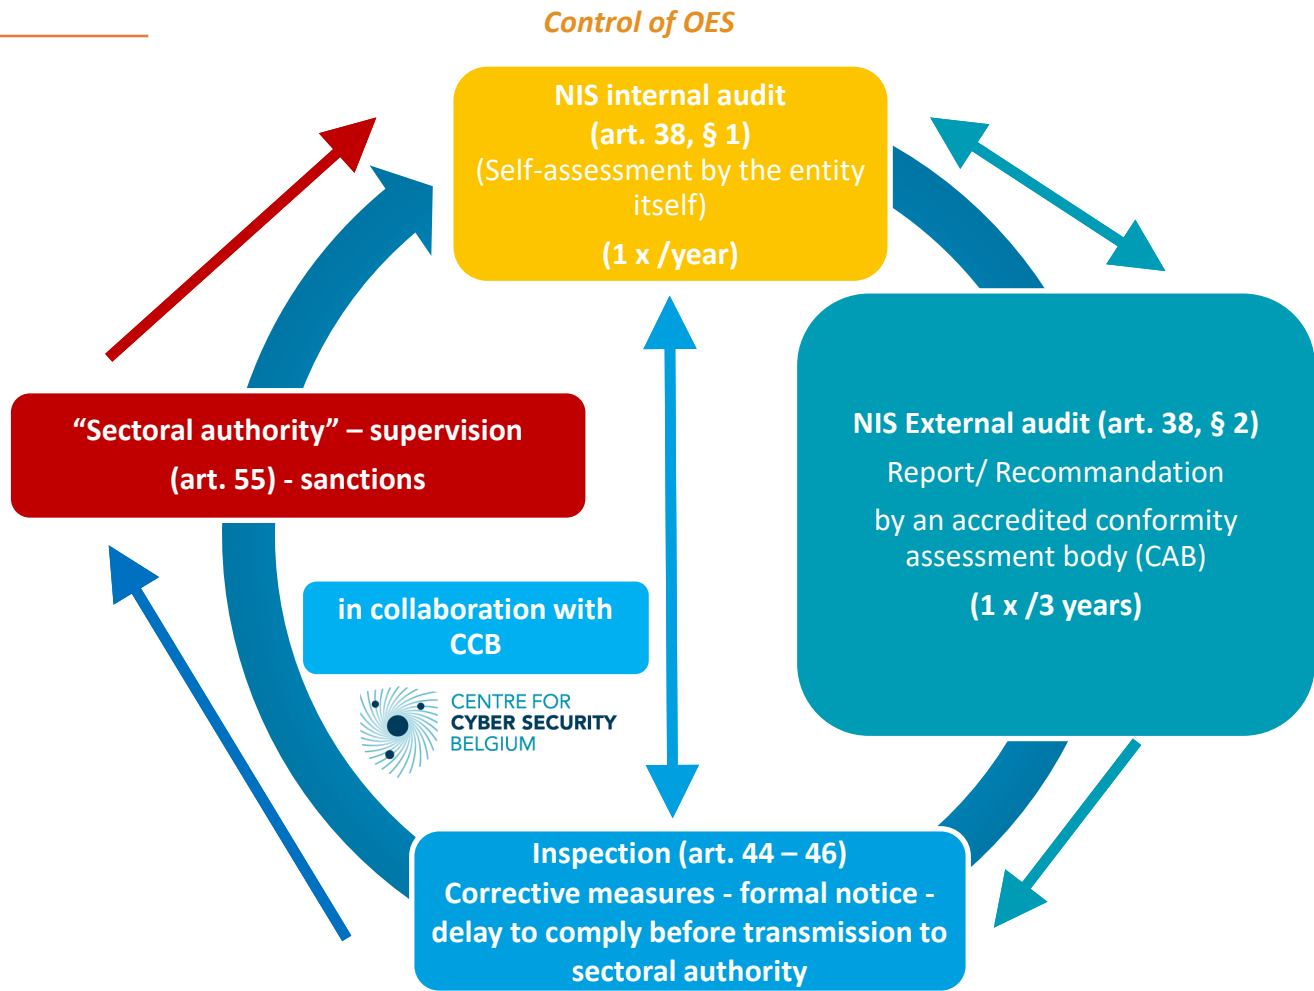 Control of OES
NIS internal audit
(art. 38, § 1)
(Self-assessment by the entity
itself)
(1 x /year)
NIS External audit (art. 38, § 2)
Report/ Recommandation
by an accredited conformity
assessment body (CAB)
(1 x /3 years)
“Sectoral authority” – supervision
(art. 55) - sanctions
in collaboration with
CCB
CENTRE FOR
CYBER SECURITY
BELGIUM
Inspection (art. 44 – 46)
Corrective measures - formal notice -
delay to comply before transmission to
sectoral authority